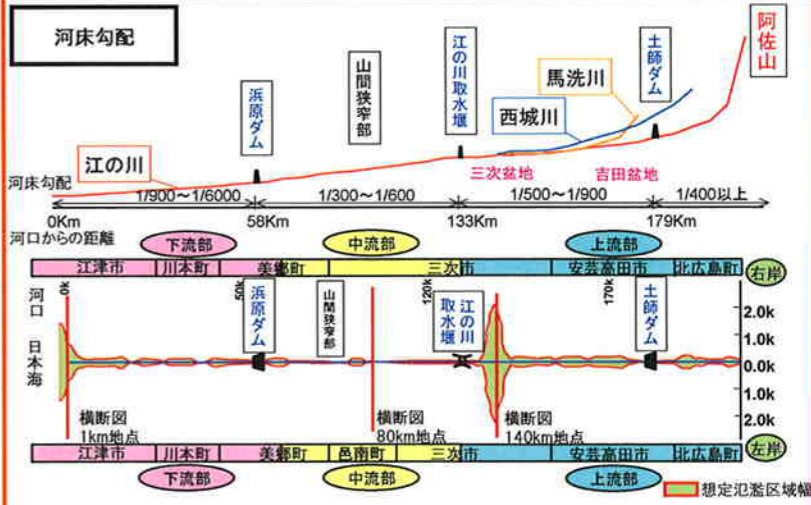 河床勾配
阿佐山
土師ダム
江の川取水堰
馬洗川
西城川
山間狭窄部
浜原ダム
江の川
三次盆地
吉田盆地
河床勾配
1/900～1/6000
1/300～1/600
1/500～1/900
1/400以上
0Km
58Km
133Km
179Km
河口からの距離
下流部
中流部
上流部
江津市
川本町
美郷町
三次市
安芸高田市
北広島町
右岸
河口
日本海
0k
50k
浜原ダム
山間狭窄部
120k
江の川
取水堰
170k
土師ダム
2.0k
1.0k
0.0k
1.0k
2.0k
横断図
1km地点
横断図
80km地点
横断図
140km地点
江津市
川本町
美郷町
邑南町
三次市
安芸高田市
北広島町
左岸
下流部
中流部
上流部
想定氾濫区域幅